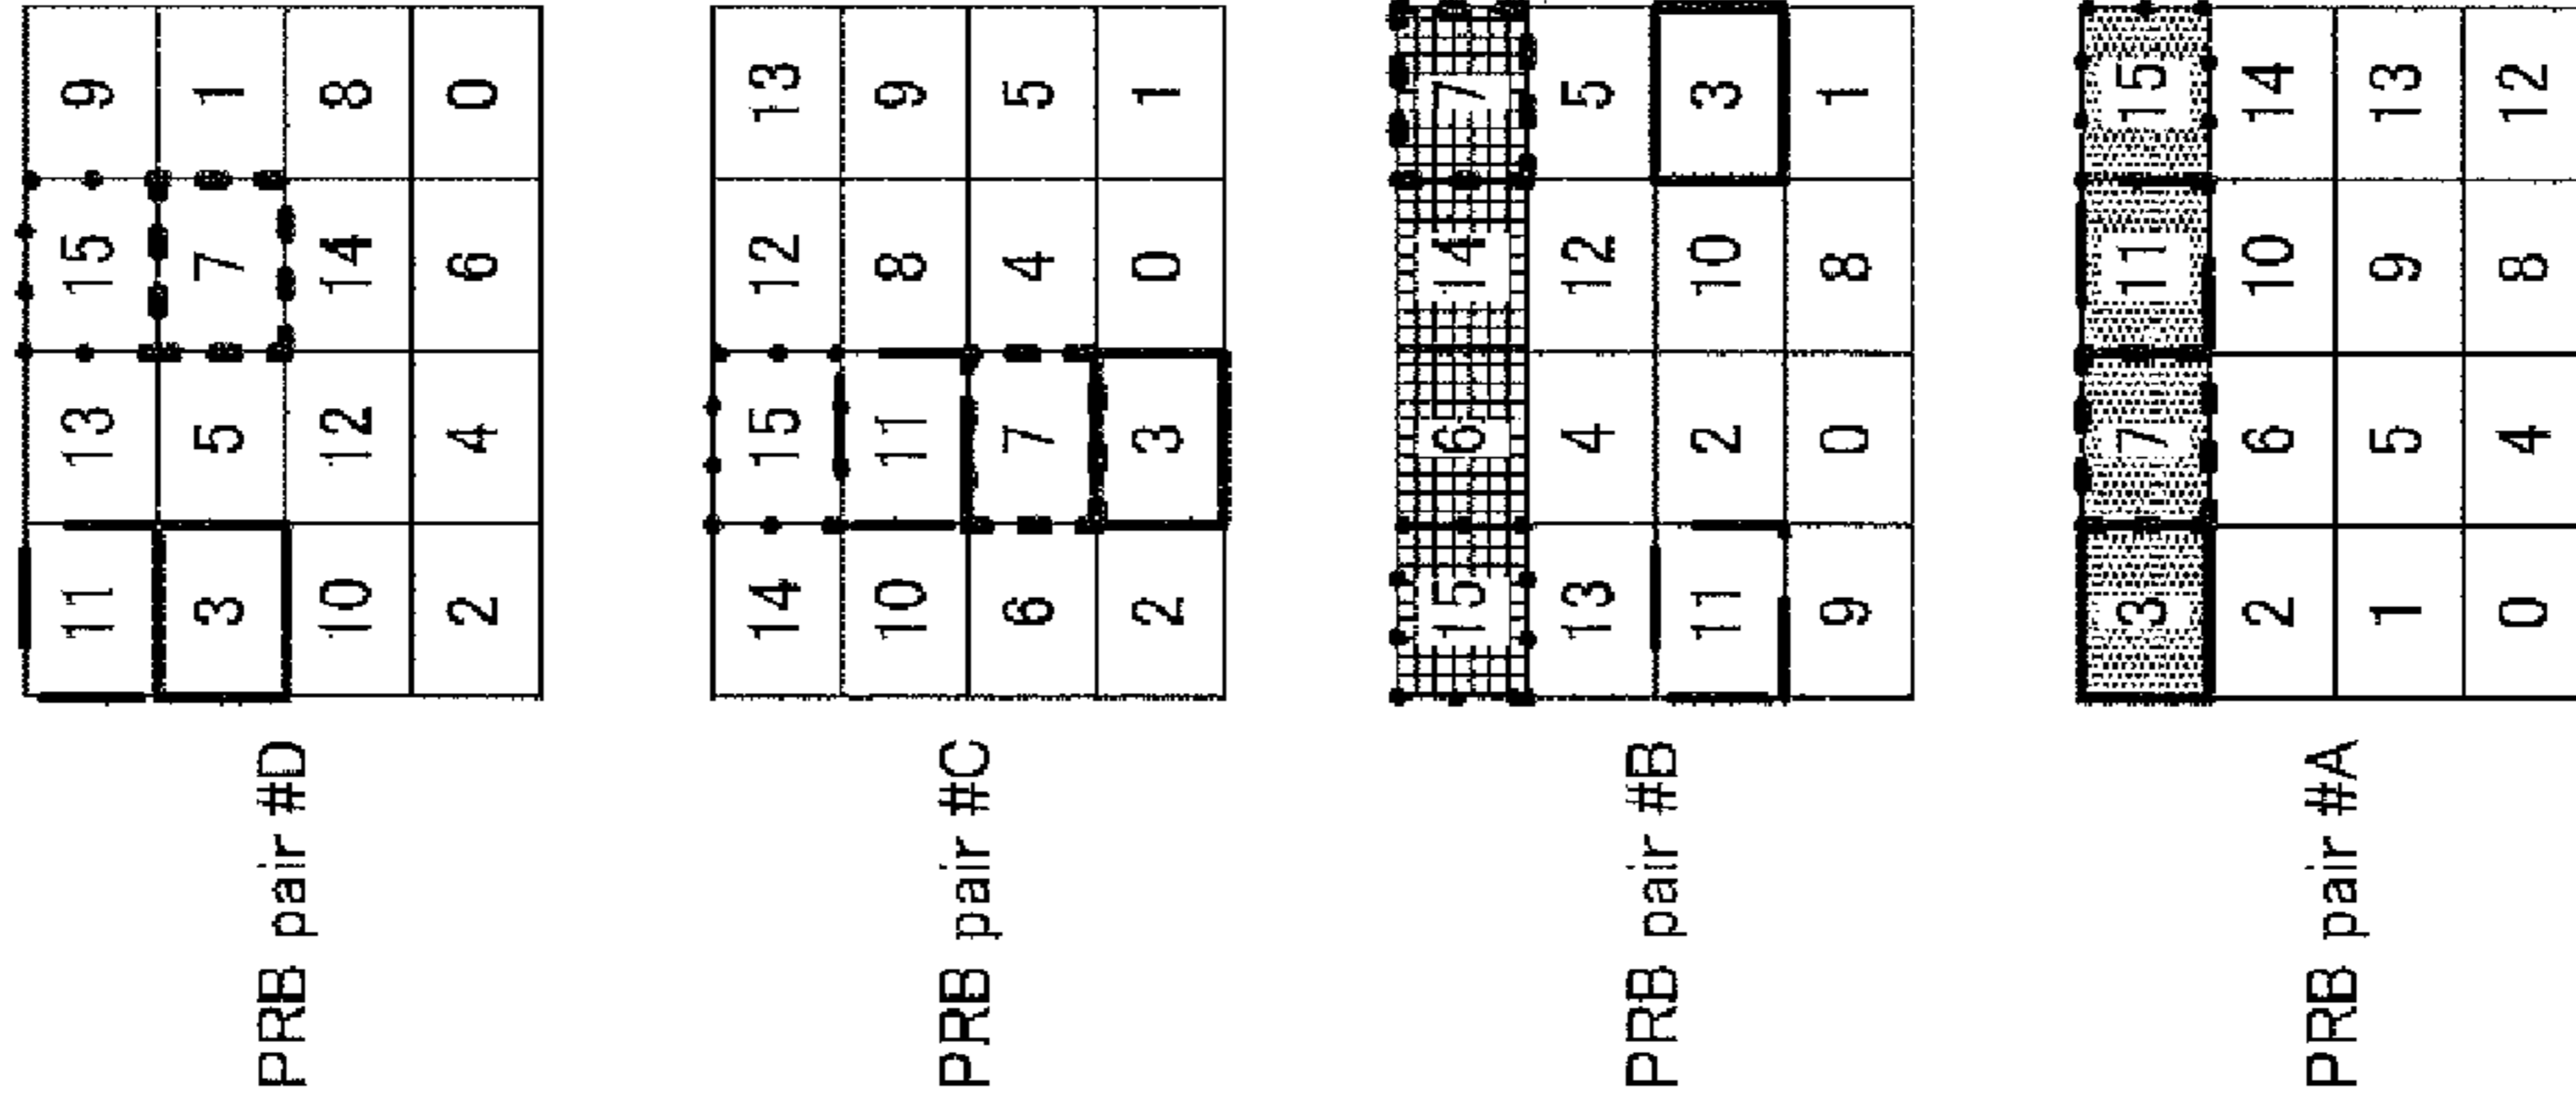 PRB pair #D
11 13 15 9
3 5 7 1
10 12 14 8
2 4 6 0
PRB pair #C
14 15 12 13
10 11 8 9
6 7 4 5
2 3 0 1
PRB pair #B
15 6 14 7
13 4 12 5
11 2 10 3
9 0 8 1
PRB pair #A
3 7 11 15
2 6 10 14
1 5 9 13
0 4 8 12